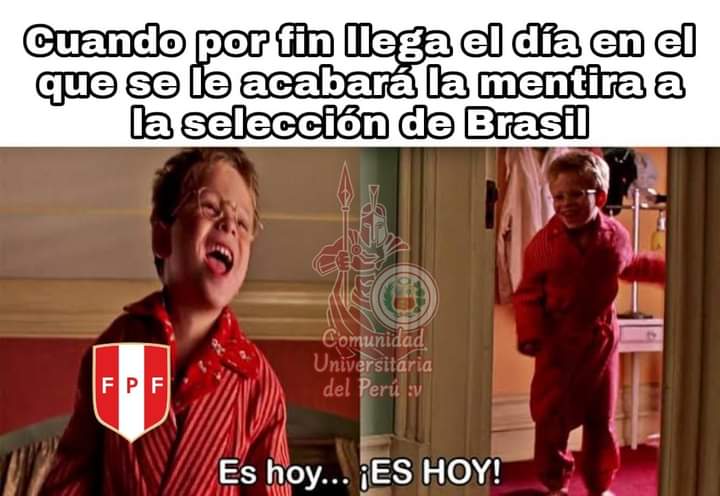 Cuando por fin llega el día en el
que se le acabará la mentira a
la selección de Brasil
Comunidad
Universitaria
del Perú :v
F P F
Es hoy... ¡ES HOY!